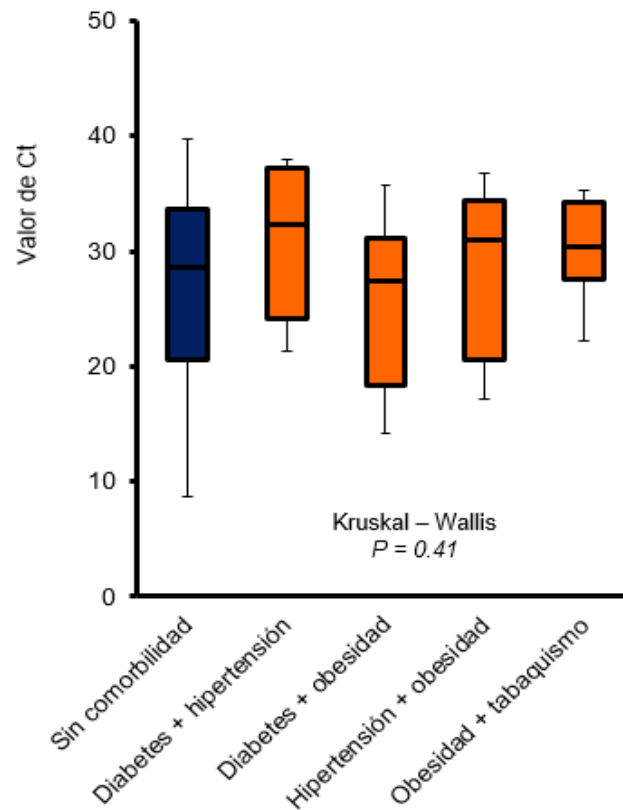 50
40
30
20
10
0
Valor de Ct
Kruskal – Wallis
P = 0.41
Sin comorbilidad
Diabetes + hipertensión
Diabetes + obesidad
Hipertensión + obesidad
Obesidad + tabaquismo